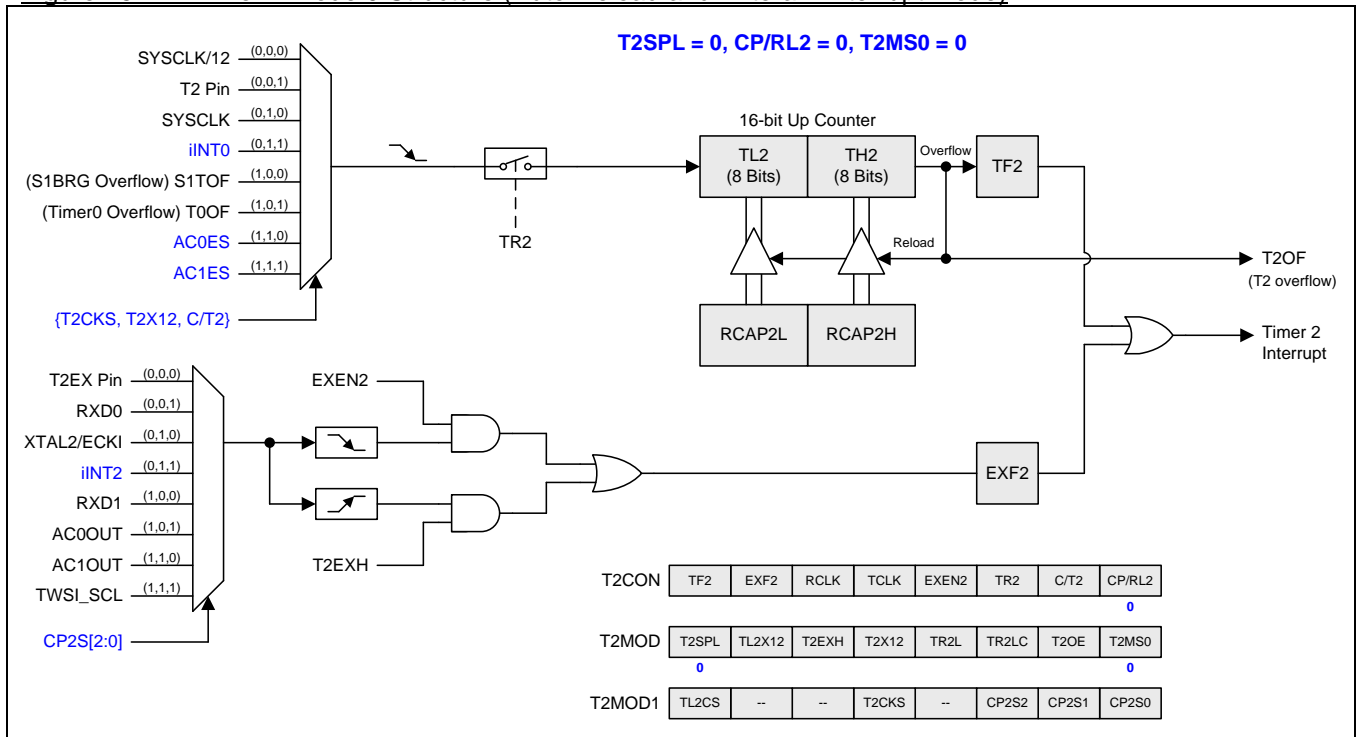 T2SPL = 0, CP/RL2 = 0, T2MS0 = 0
SYSCLK/12 (0,0,0)
T2 Pin (0,0,1)
SYSCLK (0,1,0)
iINT0 (0,1,1)
(S1BRG Overflow) S1TOF (1,0,0)
(Timer0 Overflow) T0OF (1,0,1)
AC0ES (1,1,0)
AC1ES (1,1,1)
{T2CKS, T2X12, C/T2}
TR2
16-bit Up Counter
TL2
(8 Bits)
TH2
(8 Bits)
Overflow
TF2
Reload
RCAP2L
RCAP2H
T2OF
(T2 overflow)
Timer 2
Interrupt
T2EX Pin (0,0,0)
RXD0 (0,0,1)
XTAL2/ECKI (0,1,0)
iINT2 (0,1,1)
RXD1 (1,0,0)
AC0OUT (1,0,1)
AC1OUT (1,1,0)
TWSI_SCL (1,1,1)
CP2S[2:0]
EXEN2
T2EXH
EXF2
T2CON TF2 EXF2 RCLK TCLK EXEN2 TR2 C/T2 CP/RL2
0
T2MOD T2SPL TL2X12 T2EXH T2X12 TR2L TR2LC T2OE T2MS0
0 0
T2MOD1 TL2CS -- -- T2CKS -- CP2S2 CP2S1 CP2S0